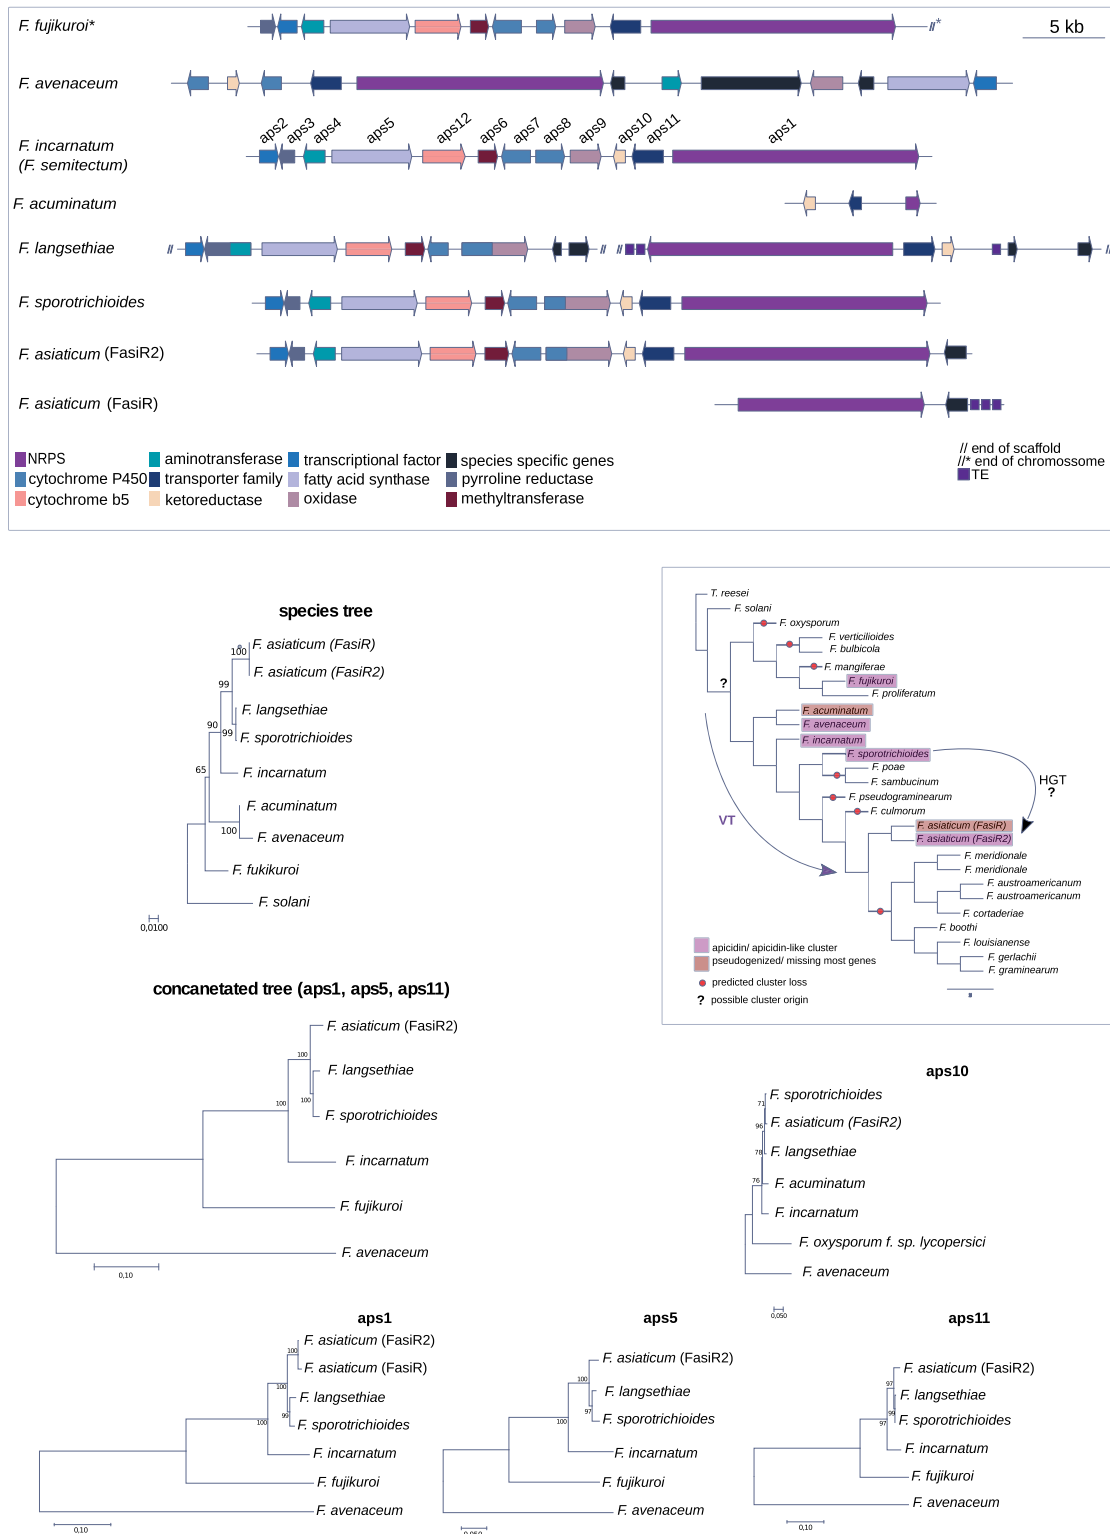 F. fujikuroi*
//*
5 kb
F. avenaceum
aps2 aps3 aps4 aps5 aps12 aps6 aps7 aps8 aps9 aps10 aps11 aps1
F. incarnatum
(F. semitectum)
F. acuminatum
F. langsethiae
// // // //
F. sporotrichioides
F. asiaticum (FasiR2)
F. asiaticum (FasiR)
NRPS aminotransferase transcriptional factor species specific genes
cytochrome P450 transporter family fatty acid synthase pyrroline reductase
cytochrome b5 ketoreductase oxidase methyltransferase
// end of scaffold
//* end of chromossome
TE
species tree
F. asiaticum (FasiR)
100
F. asiaticum (FasiR2)
99
F. langsethiae
90
99
F. sporotrichioides
65
F. incarnatum
F. acuminatum
100
F. avenaceum
F. fukikuroi
F. solani
0,0100
T. reesei
F. solani
F. oxysporum
F. verticilioides
F. bulbicola
F. mangiferae
F. fujikuroi
?
F. proliferatum
F. acuminatum
F. avenaceum
F. incarnatum
F. sporotrichioides
F. poae
F. sambucinum
HGT
?
F. pseudograminearum
F. culmorum
VT
F. asiaticum (FasiR)
F. asiaticum (FasiR2)
F. meridionale
F. meridionale
F. austroamericanum
F. austroamericanum
F. cortaderiae
F. boothi
F. louisianense
F. gerlachii
F. graminearum
apicidin/ apicidin-like cluster
pseudogenized/ missing most genes
predicted cluster loss
? possible cluster origin
concanetated tree (aps1, aps5, aps11)
F. asiaticum (FasiR2)
100
F. langsethiae
100
100
F. sporotrichioides
F. incarnatum
F. fujikuroi
F. avenaceum
0,10
aps10
F. sporotrichioides
71
F. asiaticum (FasiR2)
96
F. langsethiae
78
F. acuminatum
76
F. incarnatum
F. oxysporum f. sp. lycopersici
F. avenaceum
0,050
aps1
F. asiaticum (FasiR2)
100
F. asiaticum (FasiR)
100
F. langsethiae
99
100
F. sporotrichioides
F. incarnatum
F. fujikuroi
F. avenaceum
0,10
aps5
F. asiaticum (FasiR2)
100
F. langsethiae
97
100
F. sporotrichioides
F. incarnatum
F. fujikuroi
F. avenaceum
0,050
aps11
F. asiaticum (FasiR2)
97
F. langsethiae
99
97
F. sporotrichioides
F. incarnatum
F. fujikuroi
F. avenaceum
0,10